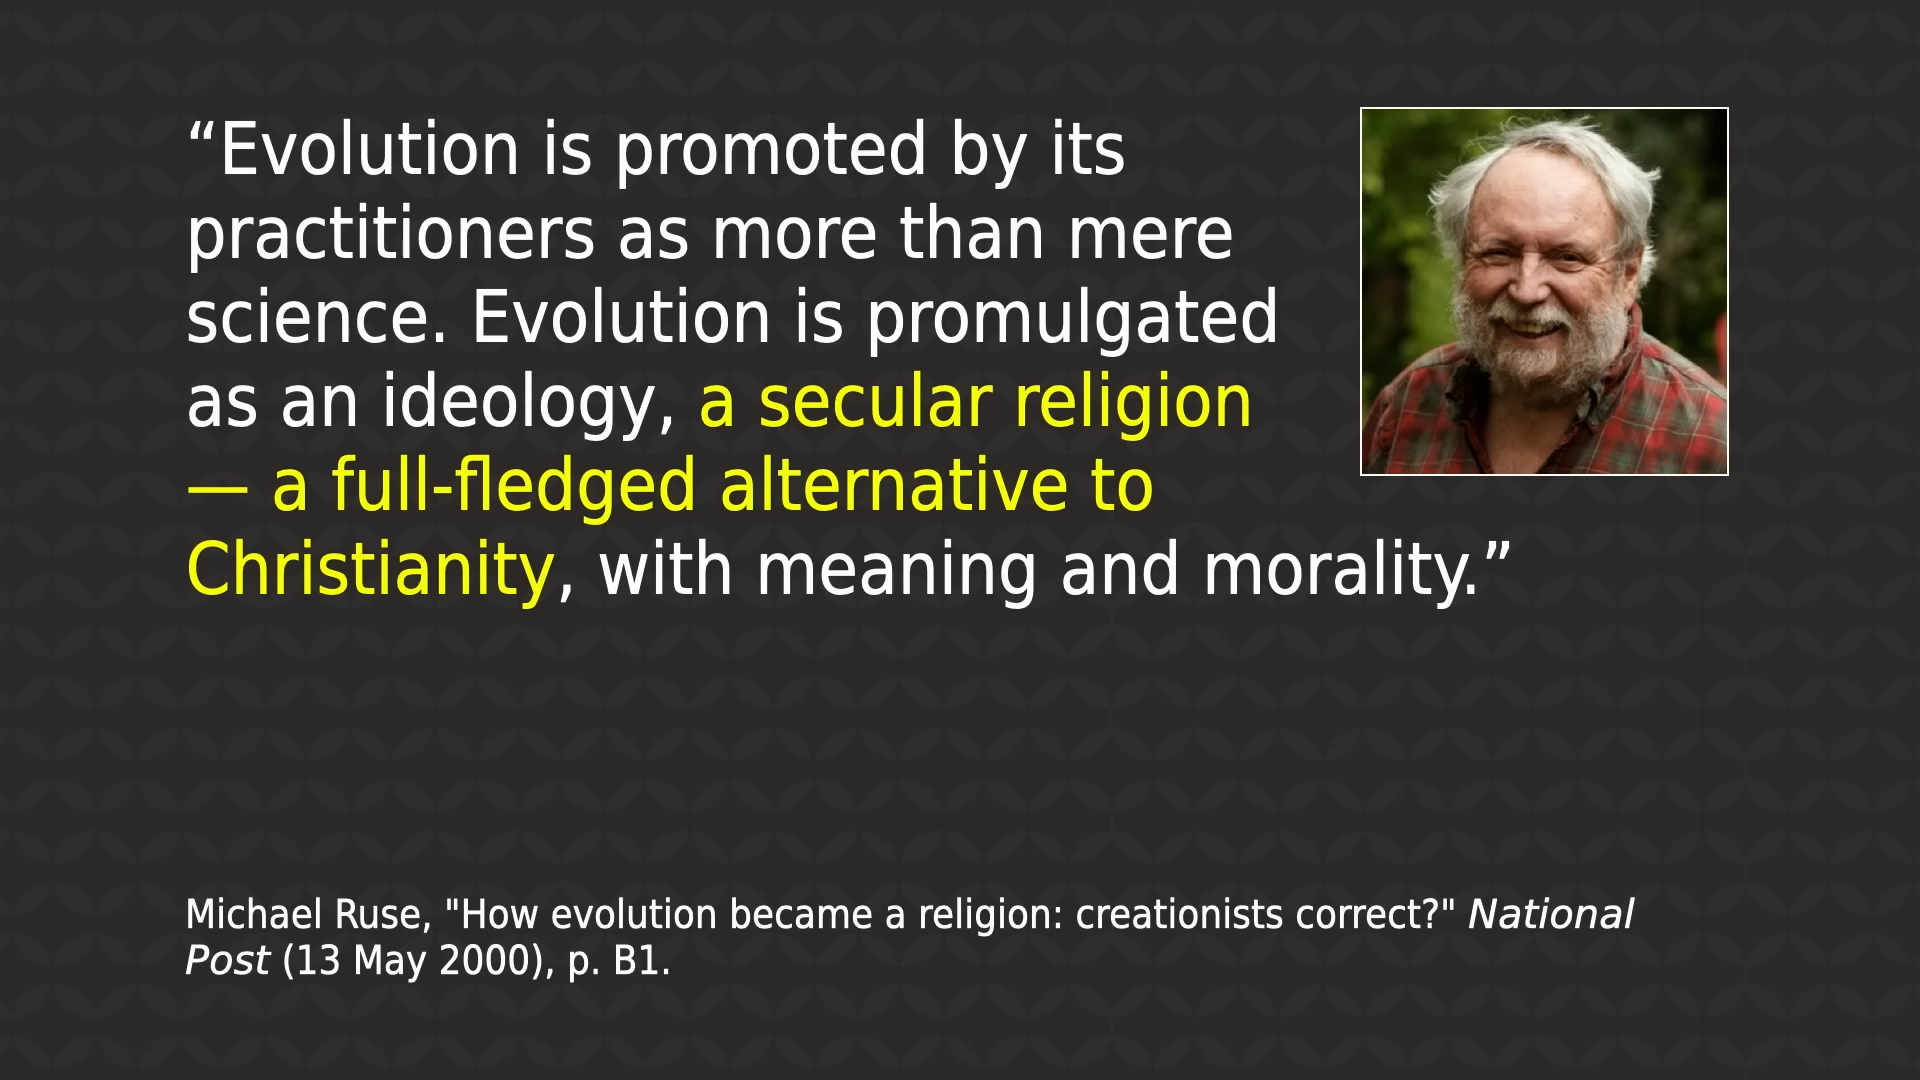 “Evolution is promoted by its
practitioners as more than mere
science. Evolution is promulgated
as an ideology, a secular religion
— a full-fledged alternative to
Christianity, with meaning and morality.”
Michael Ruse, "How evolution became a religion: creationists correct?" National
Post (13 May 2000), p. B1.